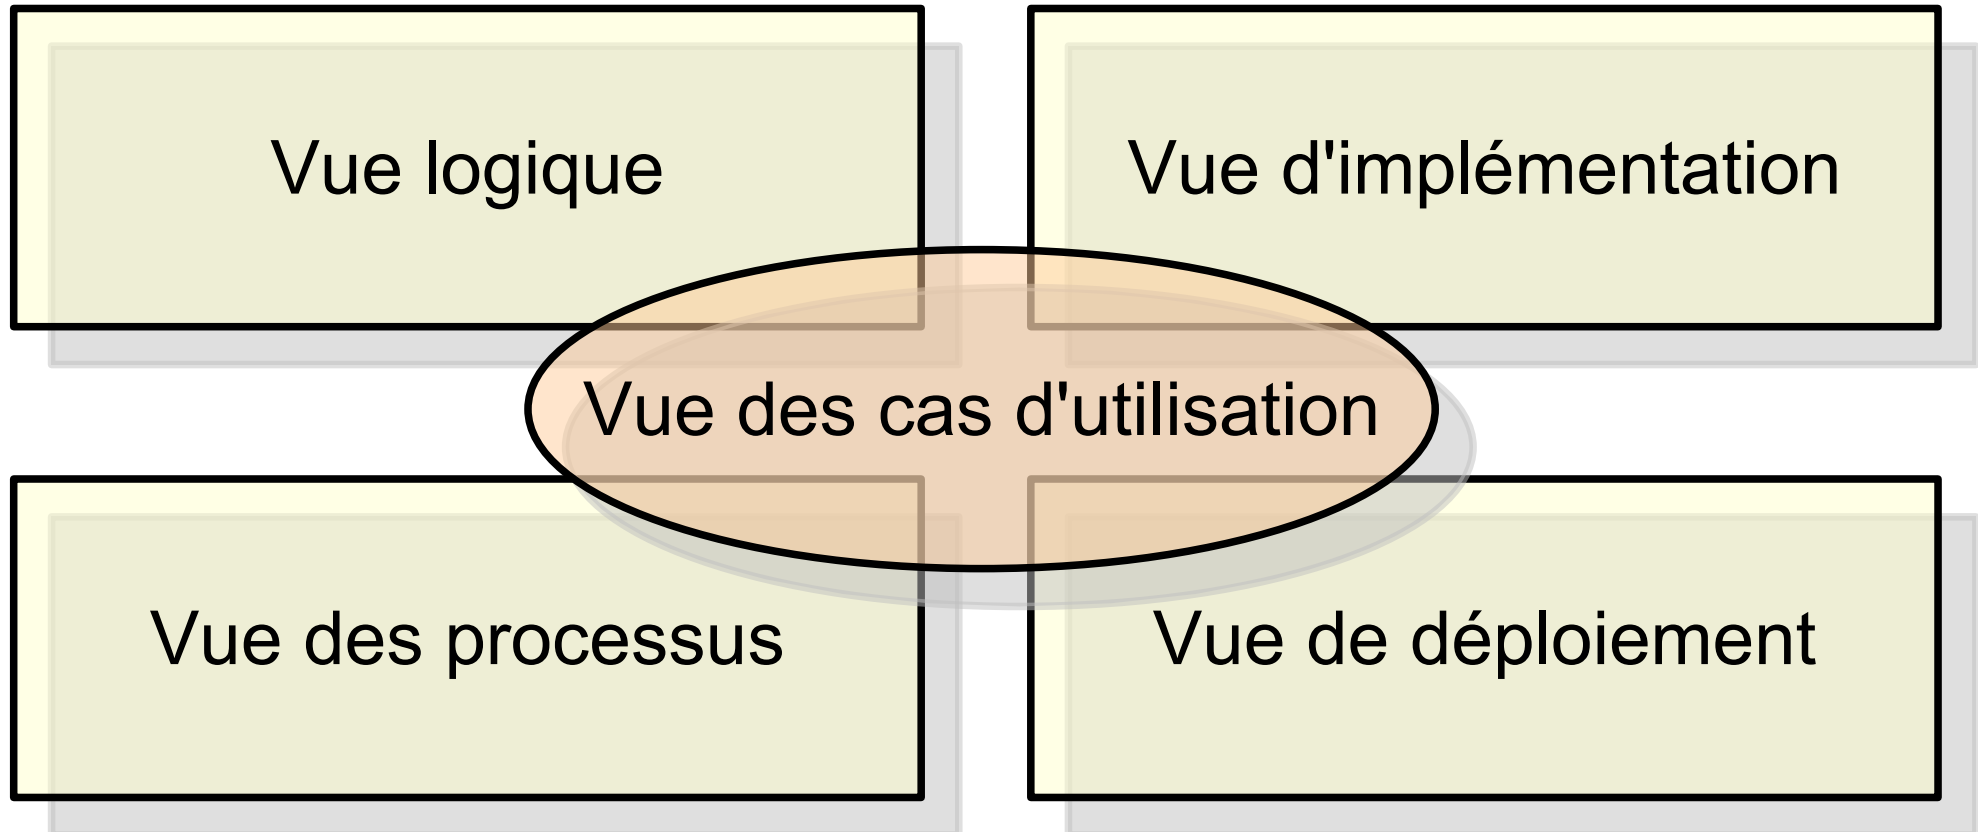 Vue logique
Vue d'implémentation
Vue des cas d'utilisation
Vue des processus
Vue de déploiement